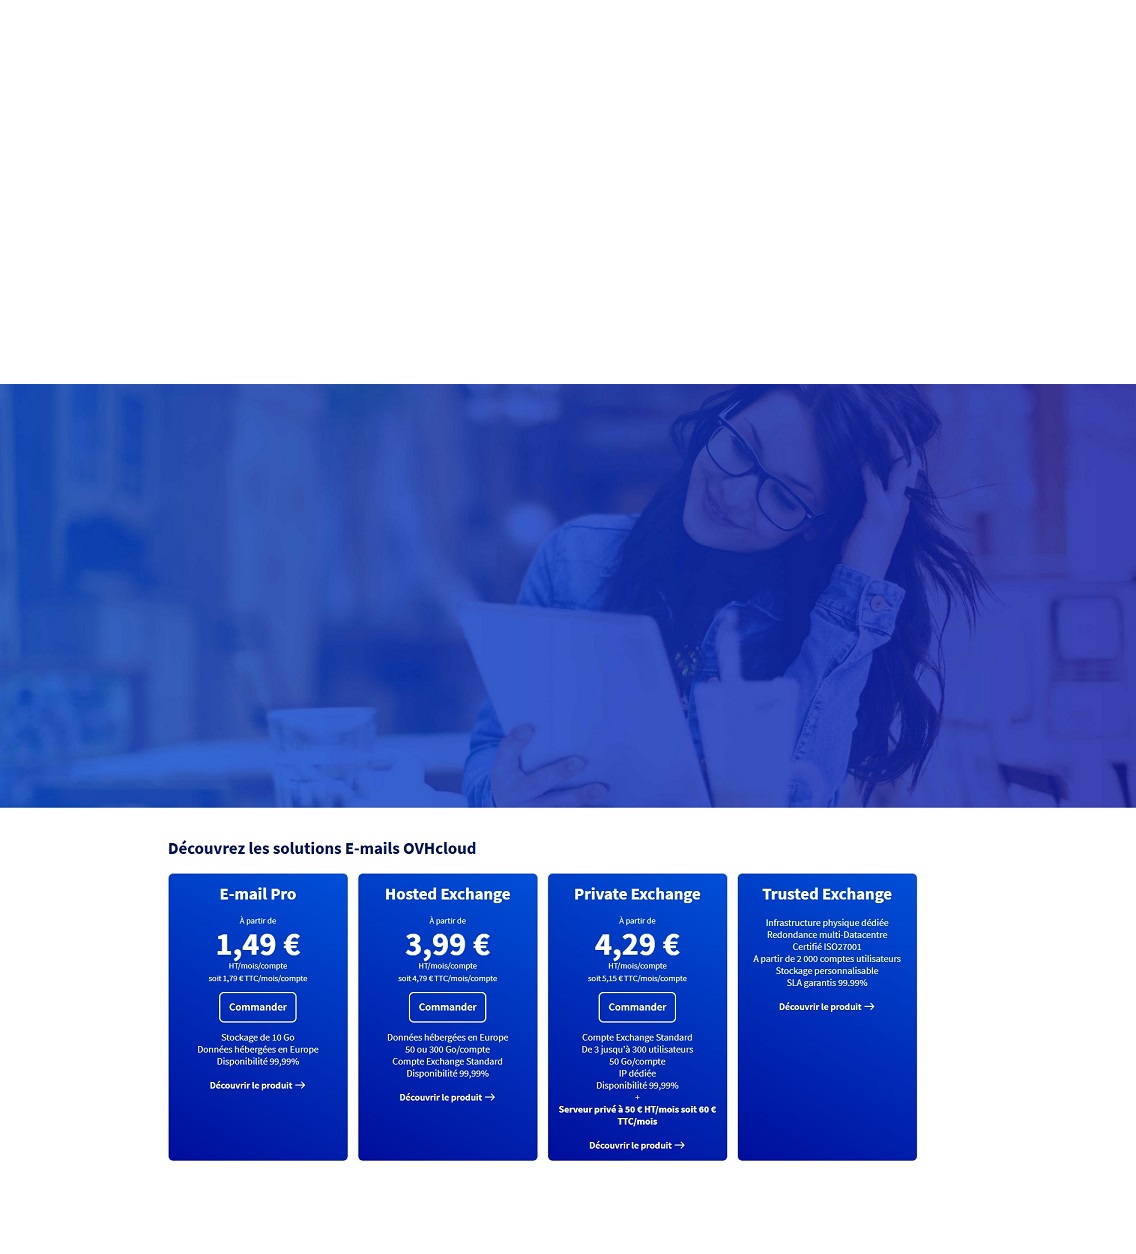 Découvrez les solutions E-mails OVHcloud
E-mail Pro
À partir de
1,49 €
HT/mois/compte
soit 1,79 € TTC/mois/compte
Commander
Stockage de 10 Go
Données hébergées en Europe
Disponibilité 99,99%
Découvrir le produit →
Hosted Exchange
À partir de
3,99 €
HT/mois/compte
soit 4,79 € TTC/mois/compte
Commander
Données hébergées en Europe
50 ou 300 Go/compte
Compte Exchange Standard
Disponibilité 99,99%
Découvrir le produit →
Private Exchange
À partir de
4,29 €
HT/mois/compte
soit 5,15 € TTC/mois/compte
Commander
Compte Exchange Standard
De 3 jusqu'à 300 utilisateurs
50 Go/compte
IP dédiée
Disponibilité 99,99%
+
Serveur privé à 50 € HT/mois soit 60 €
TTC/mois
Découvrir le produit →
Trusted Exchange
Infrastructure physique dédiée
Redondance multi-Datacentre
Certifié ISO27001
A partir de 2 000 comptes utilisateurs
Stockage personnalisable
SLA garantis 99.99%
Découvrir le produit →